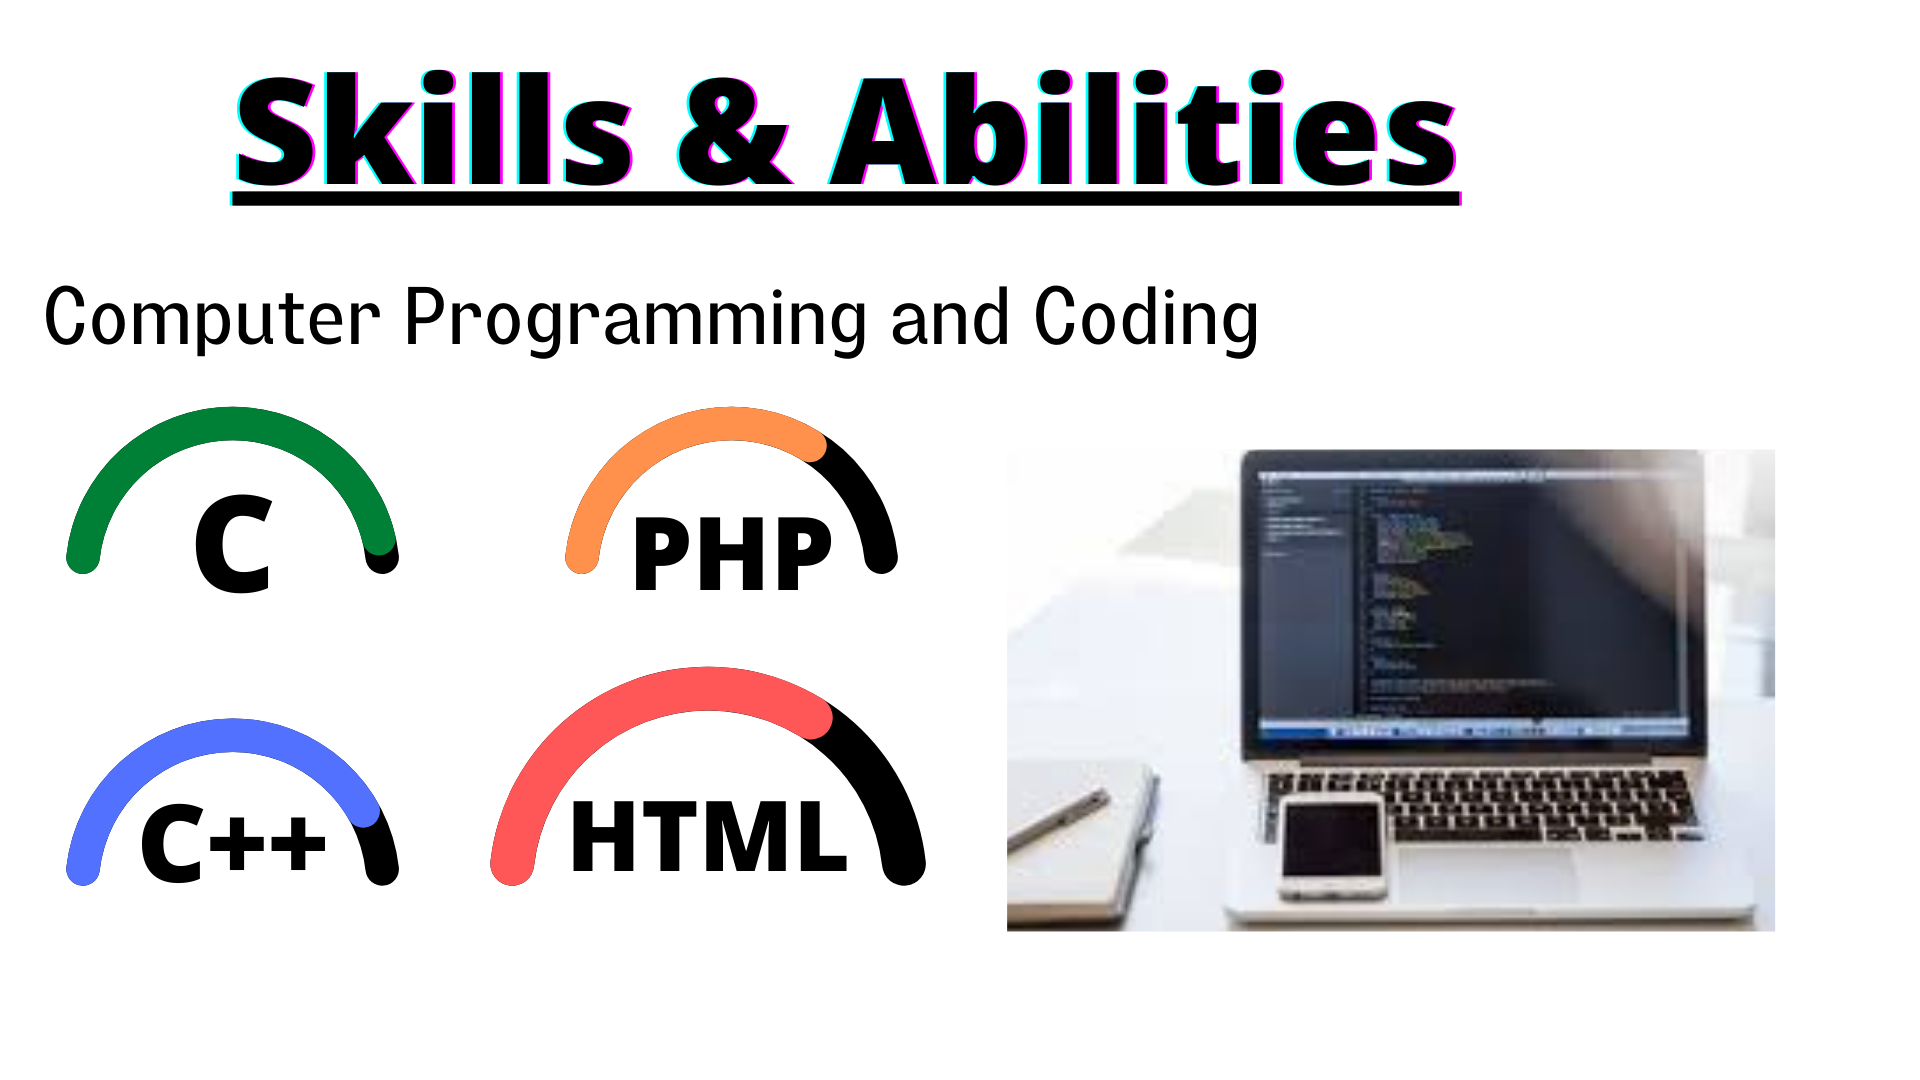 Skills & Abilities
Computer Programming and Coding
C
PHP
C++
HTML